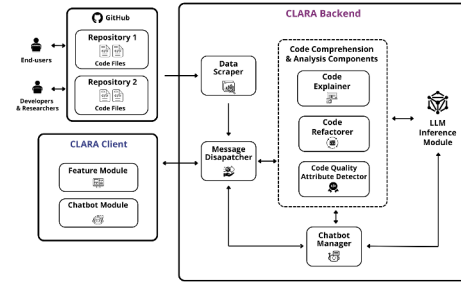 GitHub
Repository 1
Code Files
Repository 2
Code Files
End-users
Developers
& Researchers
CLARA Client
Feature Module
Chatbot Module
CLARA Backend
Data
Scraper
Message
Disapatcher
Code Comprehension
& Analysis Components
Code
Explainer
Code
Refactorer
Code Quality
Attribute Detector
Chatbot
Manager
LLM
Inference
Module